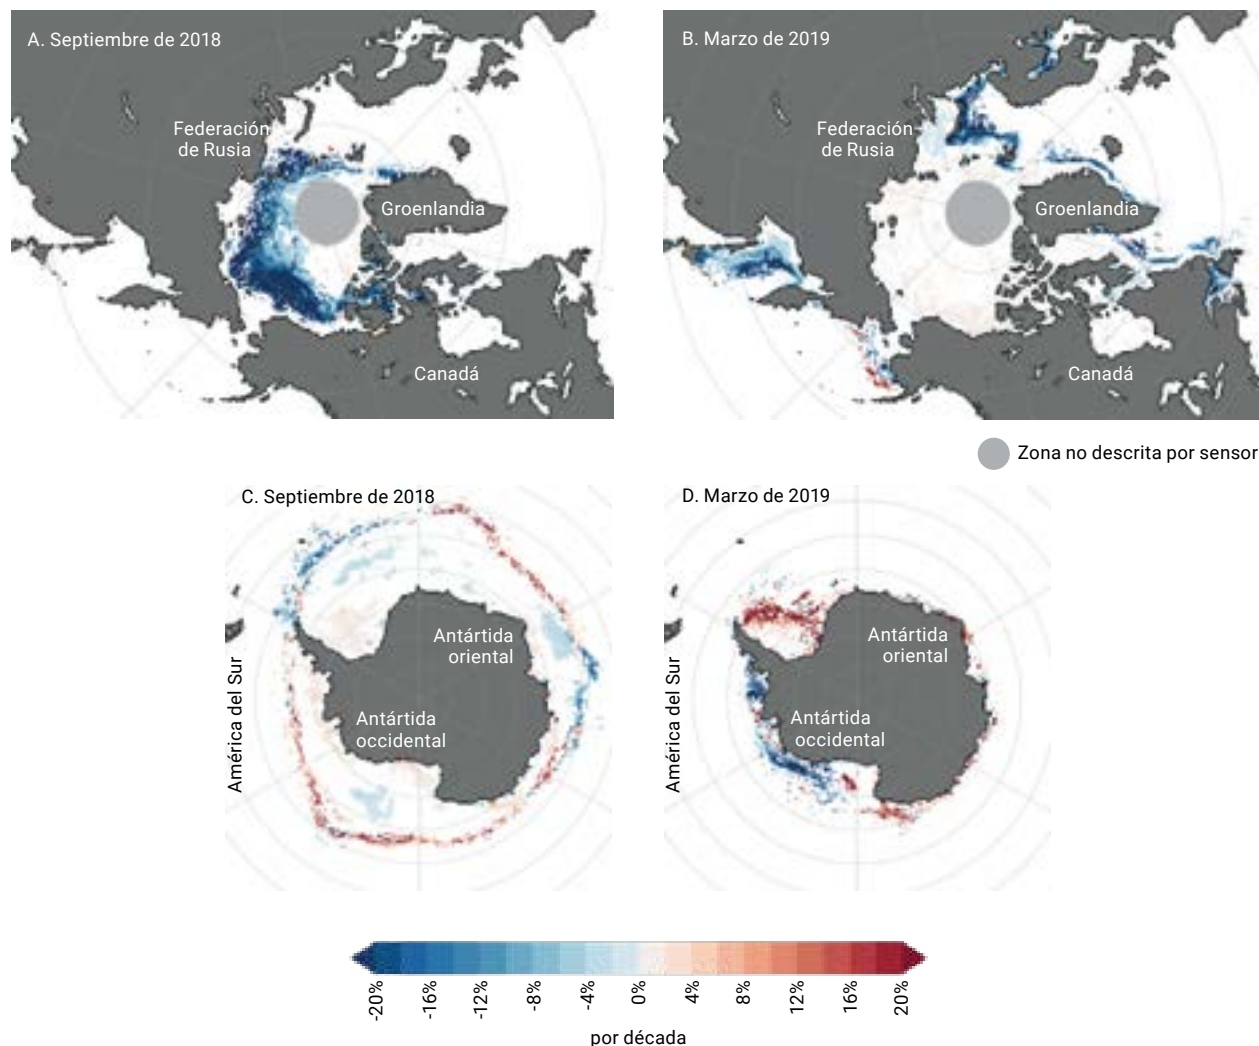 A. Septiembre de 2018
Federación
de Rusia
Groenlandia
Canadá
B. Marzo de 2019
Federación
de Rusia
Groenlandia
Canadá
Zona no descrita por sensor
C. Septiembre de 2018
Antártida
oriental
Antártida
occidental
América del Sur
D. Marzo de 2019
Antártida
oriental
Antártida
occidental
América del Sur
-20%
-16%
-12%
-8%
-4%
0%
4%
8%
12%
16%
20%
por década